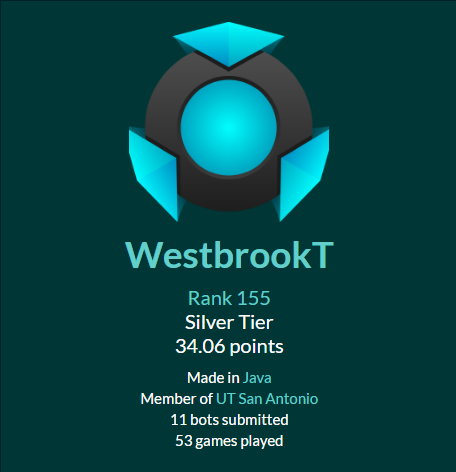 WestbrookT
Rank 155
Silver Tier
34.06 points
Made in Java
Member of UT San Antonio
11 bots submitted
53 games played